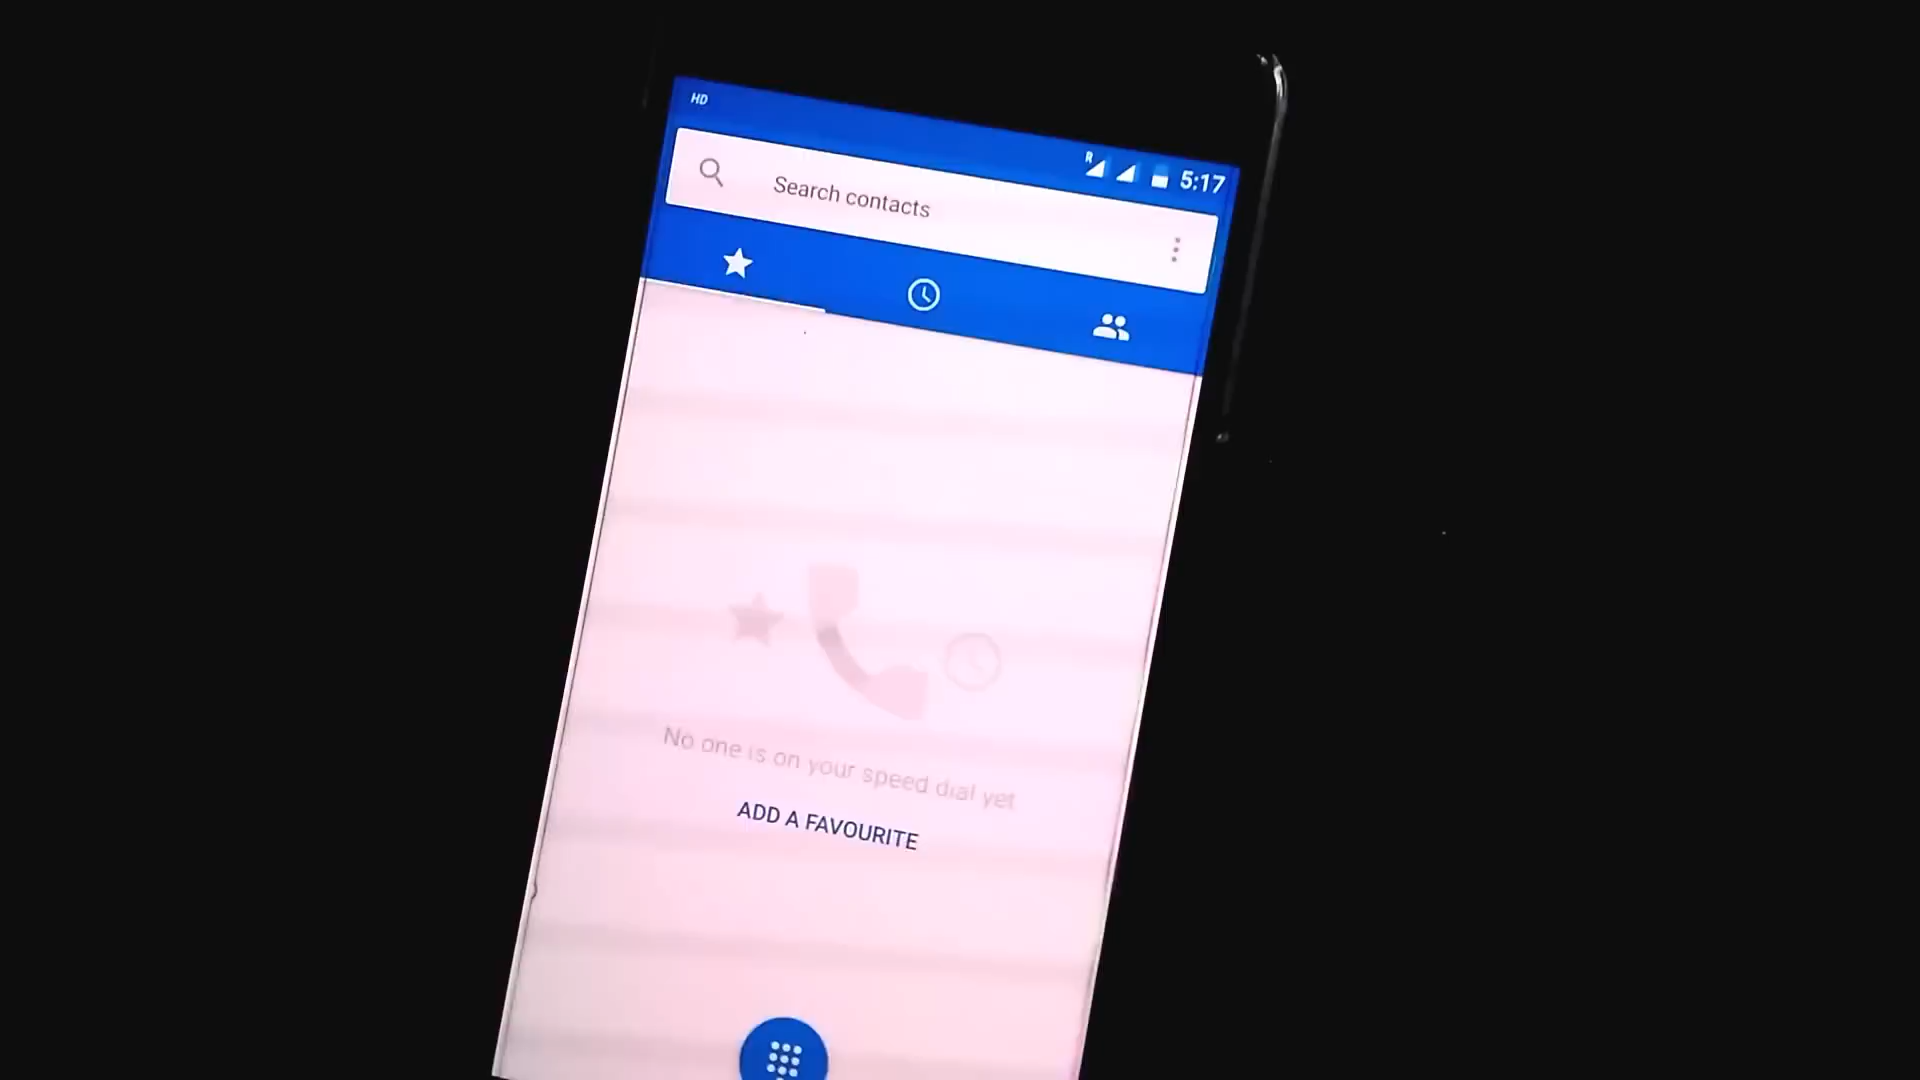 HD
R 5:17
Search contacts
No one is on your speed dial yet
ADD A FAVOURITE